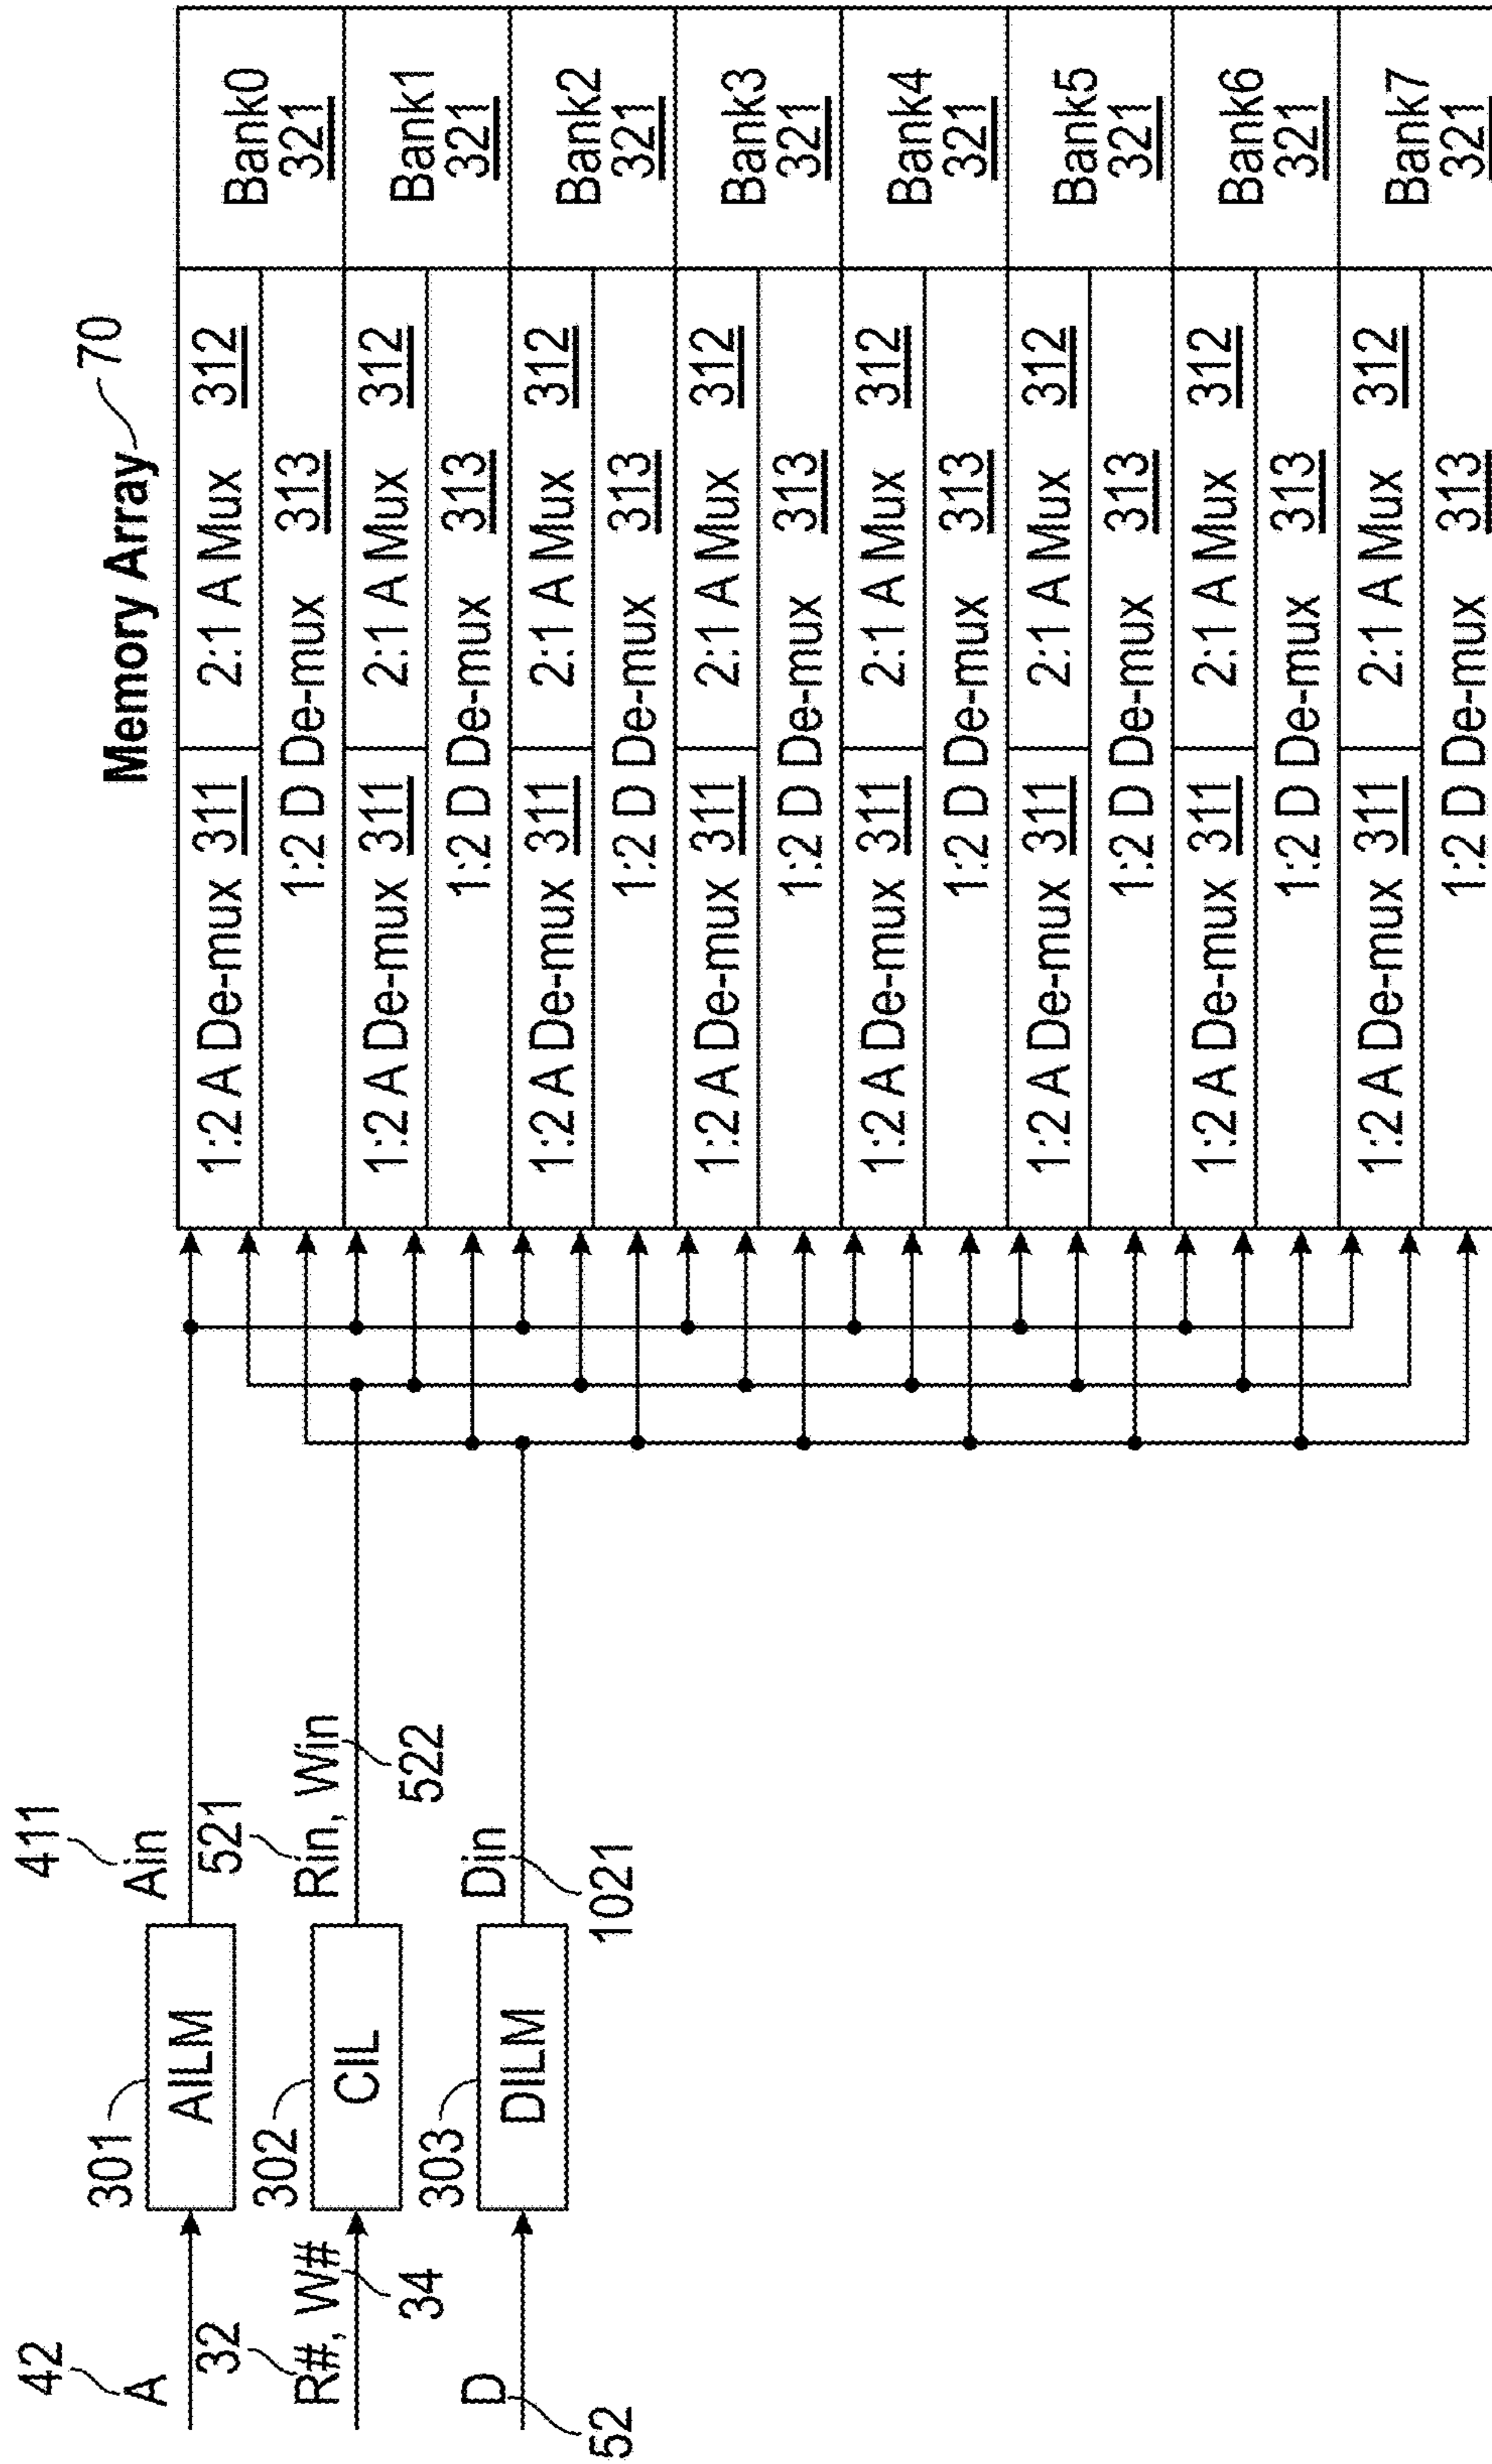 Memory Array 70
42
A
32
R#, W#
34
D
52
301
AILM
302
CIL
303
DILM
411
Ain
521
Rin, Win
522
Din
1021
1:2 A De-mux 311
2:1 A Mux 312
1:2 D De-mux 313
Bank0
321
1:2 A De-mux 311
2:1 A Mux 312
1:2 D De-mux 313
Bank1
321
1:2 A De-mux 311
2:1 A Mux 312
1:2 D De-mux 313
Bank2
321
1:2 A De-mux 311
2:1 A Mux 312
1:2 D De-mux 313
Bank3
321
1:2 A De-mux 311
2:1 A Mux 312
1:2 D De-mux 313
Bank4
321
1:2 A De-mux 311
2:1 A Mux 312
1:2 D De-mux 313
Bank5
321
1:2 A De-mux 311
2:1 A Mux 312
1:2 D De-mux 313
Bank6
321
1:2 A De-mux 311
2:1 A Mux 312
1:2 D De-mux 313
Bank7
321